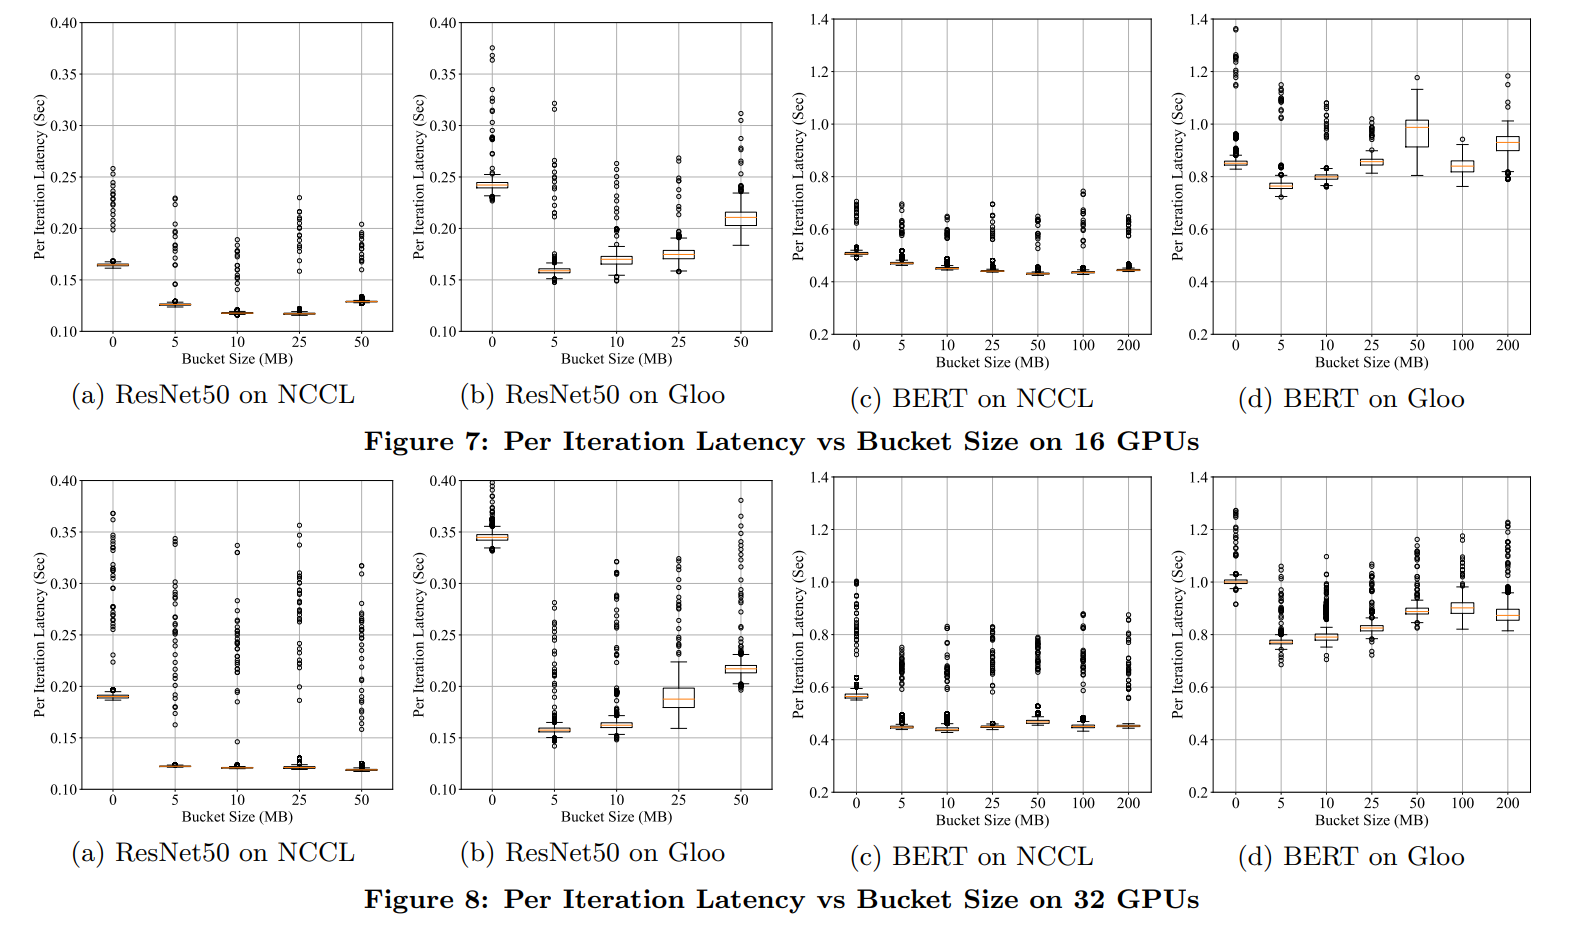 Per Iteration Latency (Sec)
0.40
0.35
0.30
0.25
0.20
0.15
0.10
0 5 10 25 50
Bucket Size (MB)
(a) ResNet50 on NCCL
Per Iteration Latency (Sec)
0.40
0.35
0.30
0.25
0.20
0.15
0.10
0 5 10 25 50
Bucket Size (MB)
(b) ResNet50 on Gloo
Per Iteration Latency (Sec)
1.4
1.2
1.0
0.8
0.6
0.4
0.2
0 5 10 25 50 100 200
Bucket Size (MB)
(c) BERT on NCCL
Per Iteration Latency (Sec)
1.4
1.2
1.0
0.8
0.6
0.4
0.2
0 5 10 25 50 100 200
Bucket Size (MB)
(d) BERT on Gloo
Figure 7: Per Iteration Latency vs Bucket Size on 16 GPUs
Per Iteration Latency (Sec)
0.40
0.35
0.30
0.25
0.20
0.15
0.10
0 5 10 25 50
Bucket Size (MB)
(a) ResNet50 on NCCL
Per Iteration Latency (Sec)
0.40
0.35
0.30
0.25
0.20
0.15
0.10
0 5 10 25 50
Bucket Size (MB)
(b) ResNet50 on Gloo
Per Iteration Latency (Sec)
1.4
1.2
1.0
0.8
0.6
0.4
0.2
0 5 10 25 50 100 200
Bucket Size (MB)
(c) BERT on NCCL
Per Iteration Latency (Sec)
1.4
1.2
1.0
0.8
0.6
0.4
0.2
0 5 10 25 50 100 200
Bucket Size (MB)
(d) BERT on Gloo
Figure 8: Per Iteration Latency vs Bucket Size on 32 GPUs